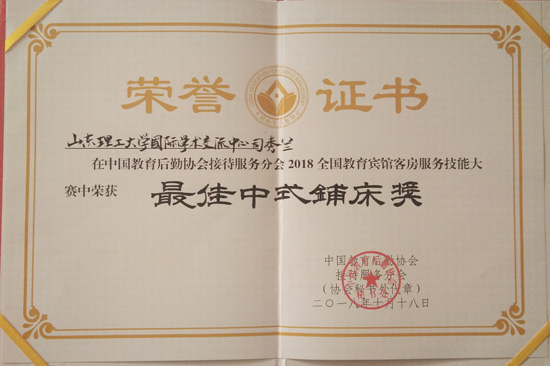 荣誉证书
山东理工大学国际学术交流中心司秀兰
在中国教育后勤协会接待服务分会2018全国教育宾馆客房服务技能大
赛中荣获 最佳中式鋪床奖
中国教育后勤协会
接待服务分会
(协会秘书处代章)
二〇一八年十月十八日